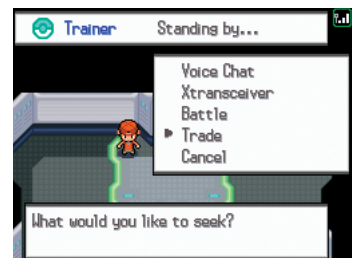 Trainer Standing by...
Voice Chat
Xtransceiver
Battle
Trade
Cancel
What would you like to seek?